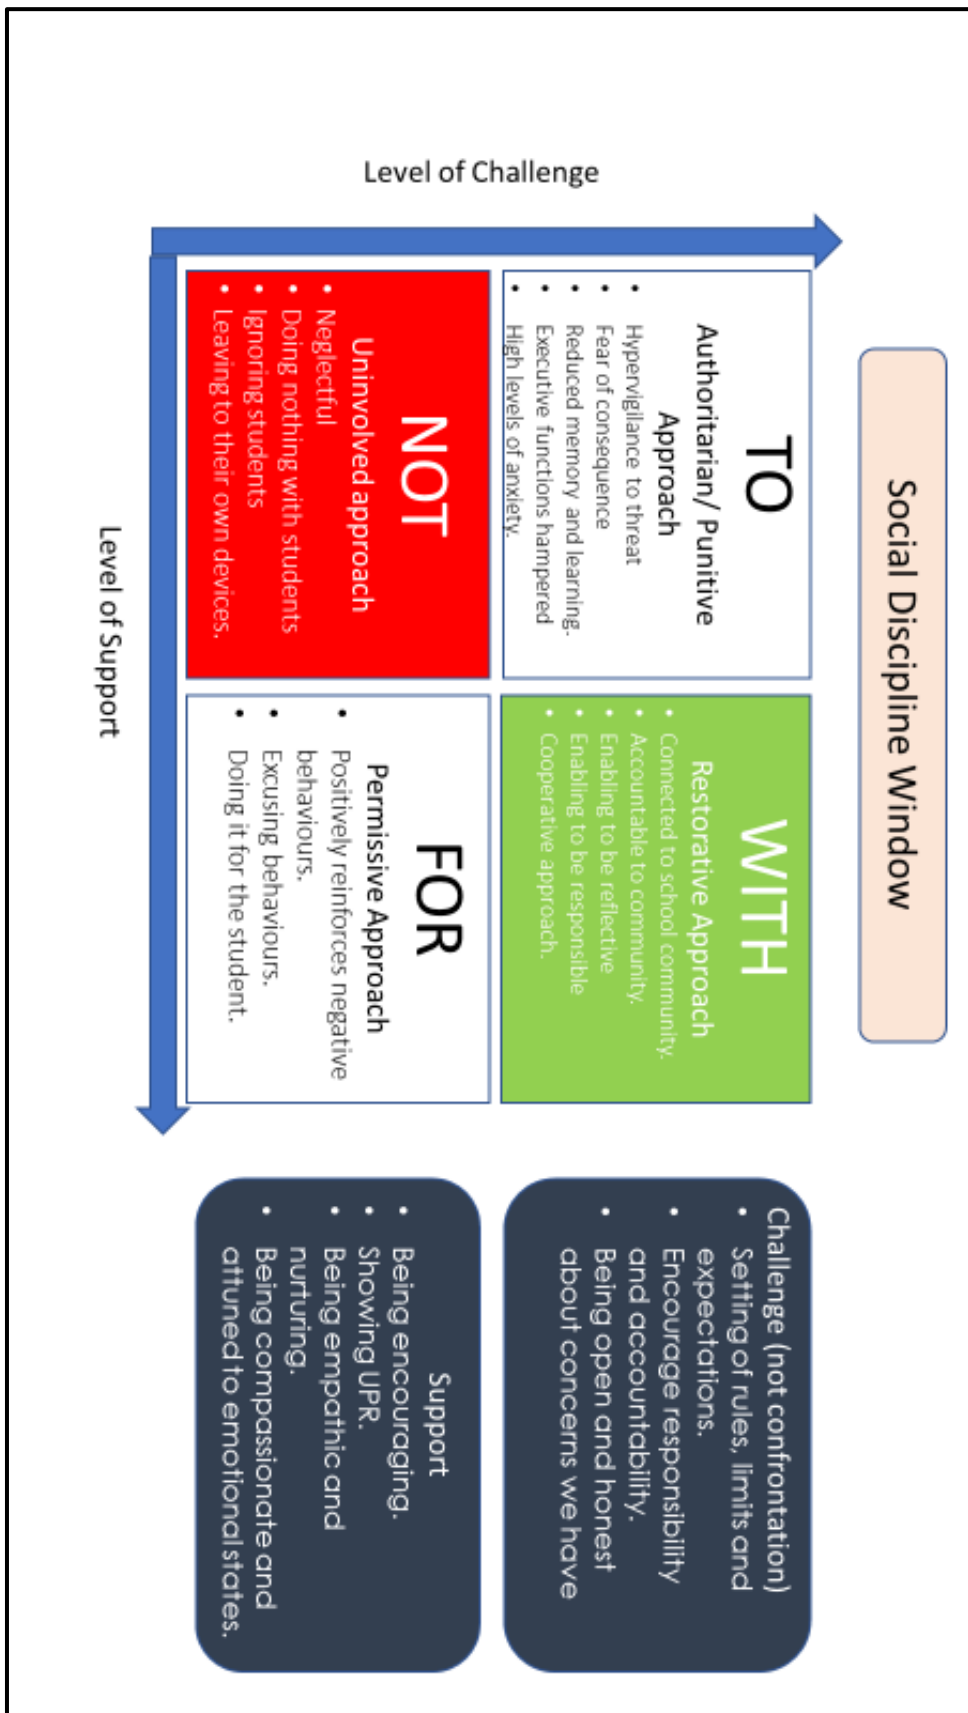 Social Discipline Window
Level of Challenge
TO
Authoritarian/ Punitive
Approach
• Hypervigilance to threat
• Fear of consequence
• Reduced memory and learning.
• Executive functions hampered
• High levels of anxiety.
WITH
Restorative Approach
• Connected to school community.
• Accountable to community.
• Enabling to be reflective
• Enabling to be responsible
• Cooperative approach.
Challenge (not confrontation)
• Setting of rules, limits and
expectations.
• Encourage responsibility
and accountability.
• Being open and honest
about concerns we have
NOT
Uninvolved approach
• Neglectful
• Doing nothing with students
• Ignoring students
• Leaving to their own devices.
FOR
Permissive Approach
• Positively reinforces negative
behaviours.
• Excusing behaviours.
• Doing it for the student.
Support
• Being encouraging.
• Showing UPR.
• Being empathic and
nurturing.
• Being compassionate and
attuned to emotional states.
Level of Support